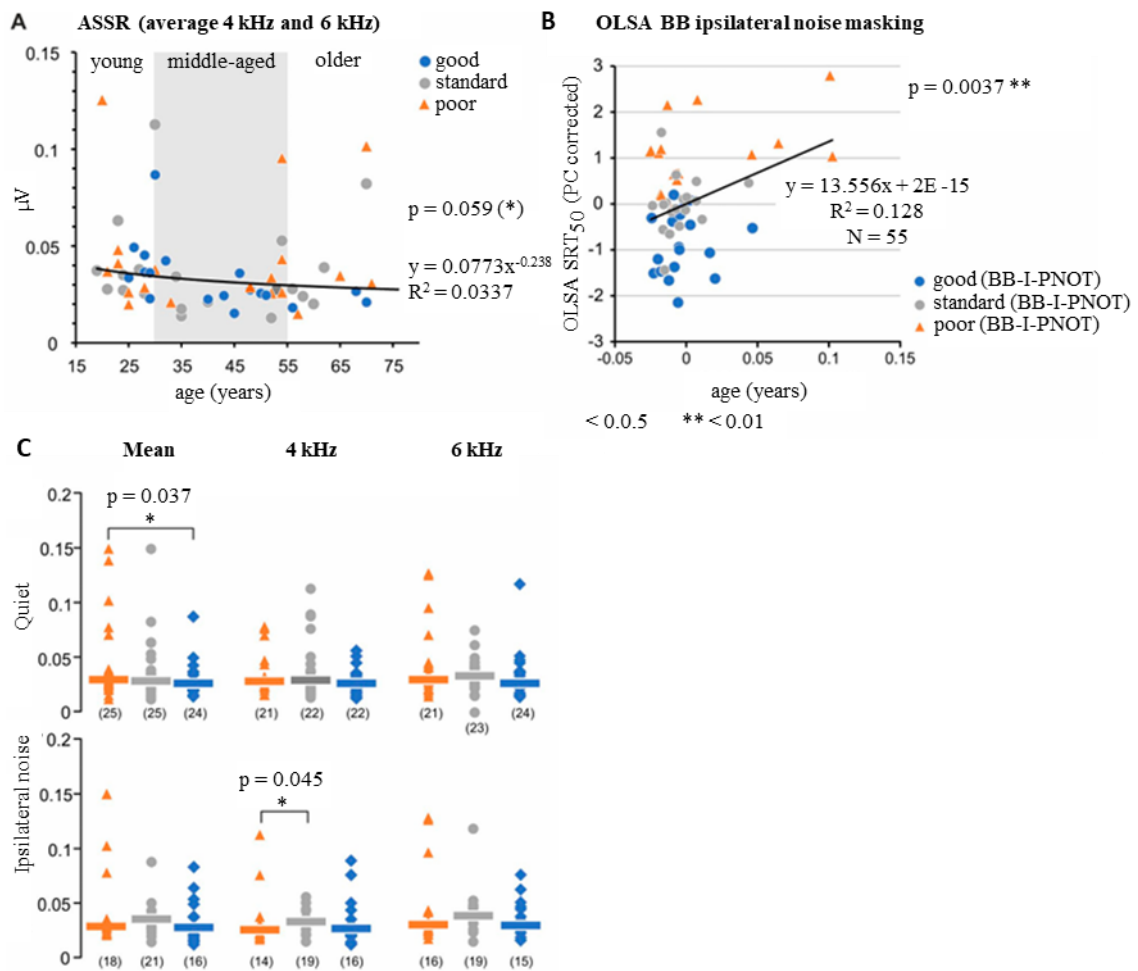 A ASSR (average 4 kHz and 6 kHz)
0.15
0.1
0.05
0
µV
young middle-aged older
good
standard
poor
p = 0.059 (*)
y = 0.0773x^-0.238
R² = 0.0337
15 25 35 45 55 65 75
age (years)
B OLSA BB ipsilateral noise masking
3
2
1
0
-1
-2
-3
OLSA SRT50 (PC corrected)
p = 0.0037 **
y = 13.556x + 2E -15
R² = 0.128
N = 55
good (BB-I-PNOT)
standard (BB-I-PNOT)
poor (BB-I-PNOT)
-0.05 0 0.05 0.1 0.15
age (years)
< 0.5 ** < 0.01
C Mean 4 kHz 6 kHz
Quiet
0.2
0.15
0.1
0.05
0
p = 0.037
*
(25) (25) (24) (21) (22) (22) (21) (23) (24)
Ipsilateral noise
0.2
0.15
0.1
0.05
0
p = 0.045
*
(18) (21) (16) (14) (19) (16) (16) (19) (15)